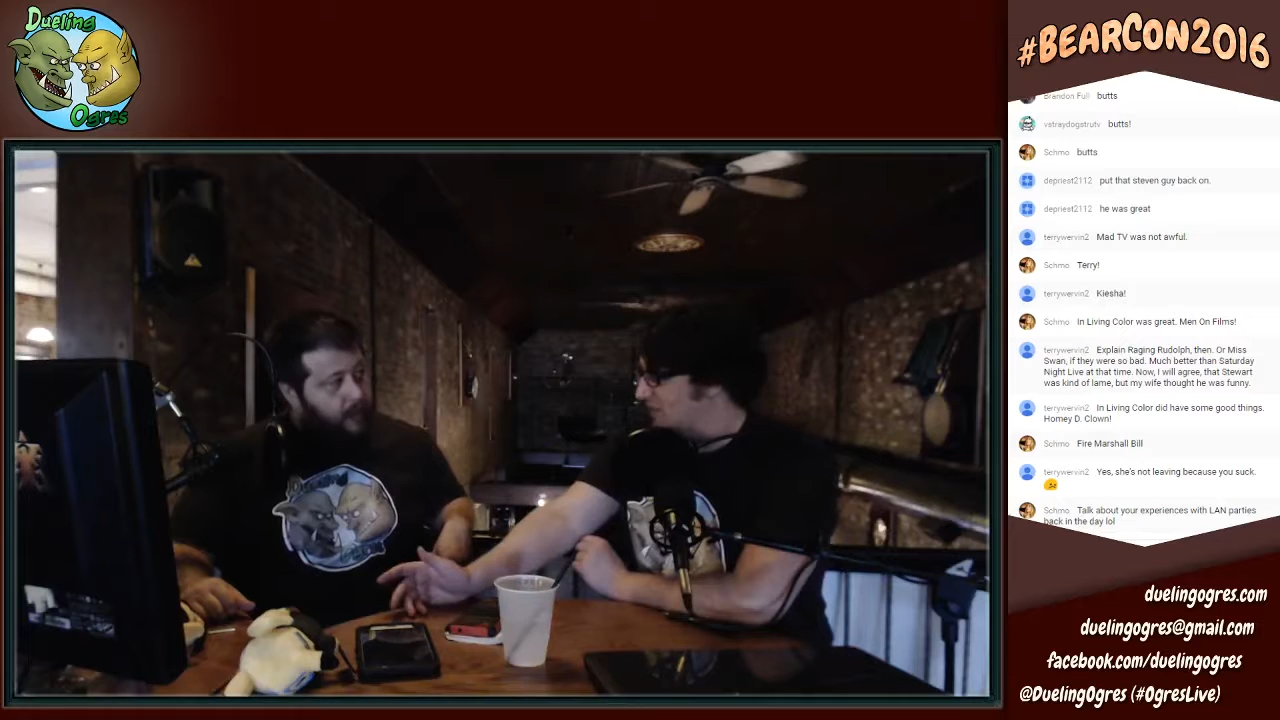 Dueling
Ogres
#BEARCON2016
Brandon Full butts
vstraydogstrutv butts!
Schmo butts
depriest2112 put that steven guy back on.
depriest2112 he was great
terrywervin2 Mad TV was not awful.
Schmo Terry!
terrywervin2 Kiesha!
Schmo In Living Color was great. Men On Films!
terrywervin2 Explain Raging Rudolph, then. Or Miss
Swan, if they were so bad. Much better than Saturday
Night Live at that time. Now, I will agree, that Stewart
was kind of lame, but my wife thought he was funny.
terrywervin2 In Living Color did have some good things.
Homey D. Clown!
Schmo Fire Marshall Bill
terrywervin2 Yes, she's not leaving because you suck.
Schmo Talk about your experiences with LAN parties
back in the day lol
duelingogres.com
duelingogres@gmail.com
facebook.com/duelingogres
@DuelingOgres (#OgresLive)